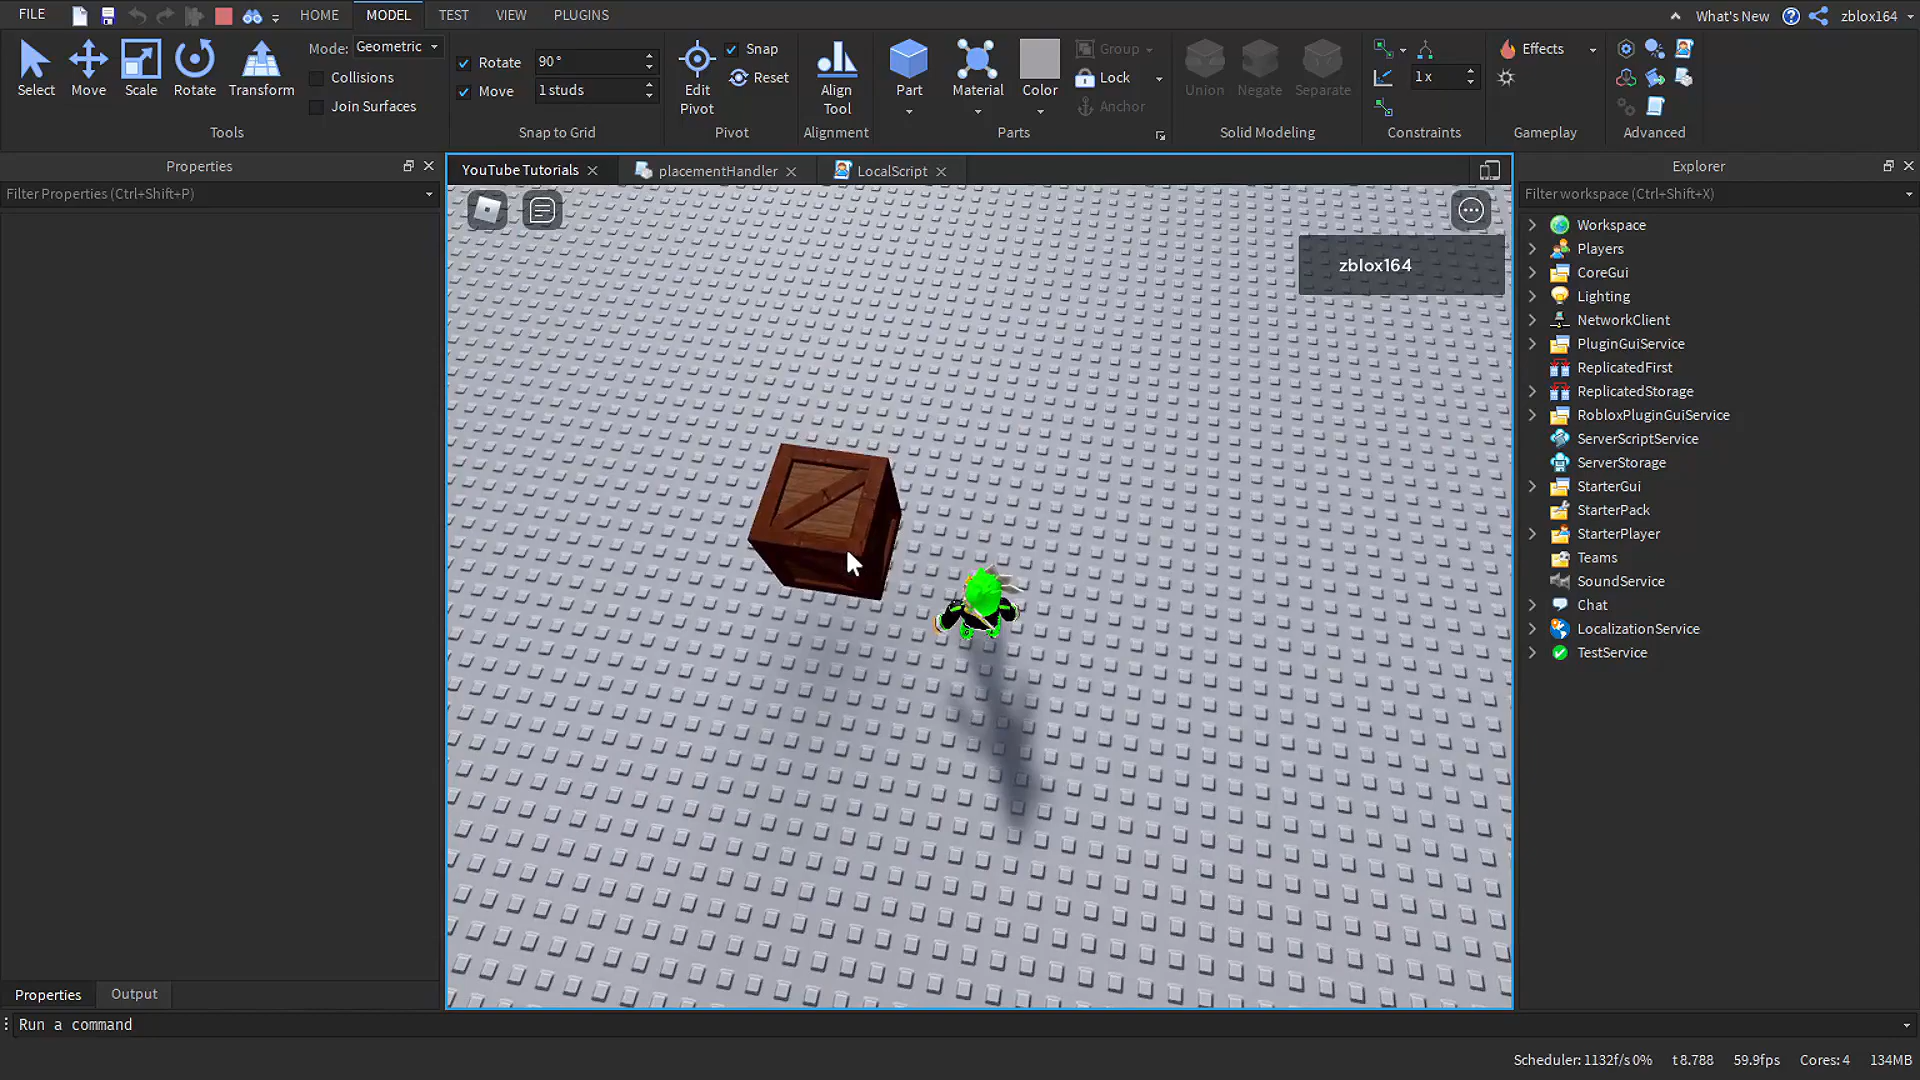 FILE
HOME
MODEL
TEST
VIEW
PLUGINS
What's New
zblox164
Select
Move
Scale
Rotate
Transform
Mode: Geometric
Collisions
Join Surfaces
Tools
Rotate 90°
Move 1 studs
Snap to Grid
Edit
Pivot
Snap
Reset
Pivot
Align
Tool
Alignment
Part
Material
Color
Group
Lock
Anchor
Parts
Union
Negate
Separate
Solid Modeling
1x
Constraints
Effects
Gameplay
Advanced
Properties
Filter Properties (Ctrl+Shift+P)
YouTube Tutorials
placementHandler
LocalScript
zblox164
Explorer
Filter workspace (Ctrl+Shift+X)
Workspace
Players
CoreGui
Lighting
NetworkClient
PluginGuiService
ReplicatedFirst
ReplicatedStorage
RobloxPluginGuiService
ServerScriptService
ServerStorage
StarterGui
StarterPack
StarterPlayer
Teams
SoundService
Chat
LocalizationService
TestService
Properties
Output
Run a command
Scheduler: 1132f/s 0%
t 8.788
59.9fps
Cores: 4
134MB